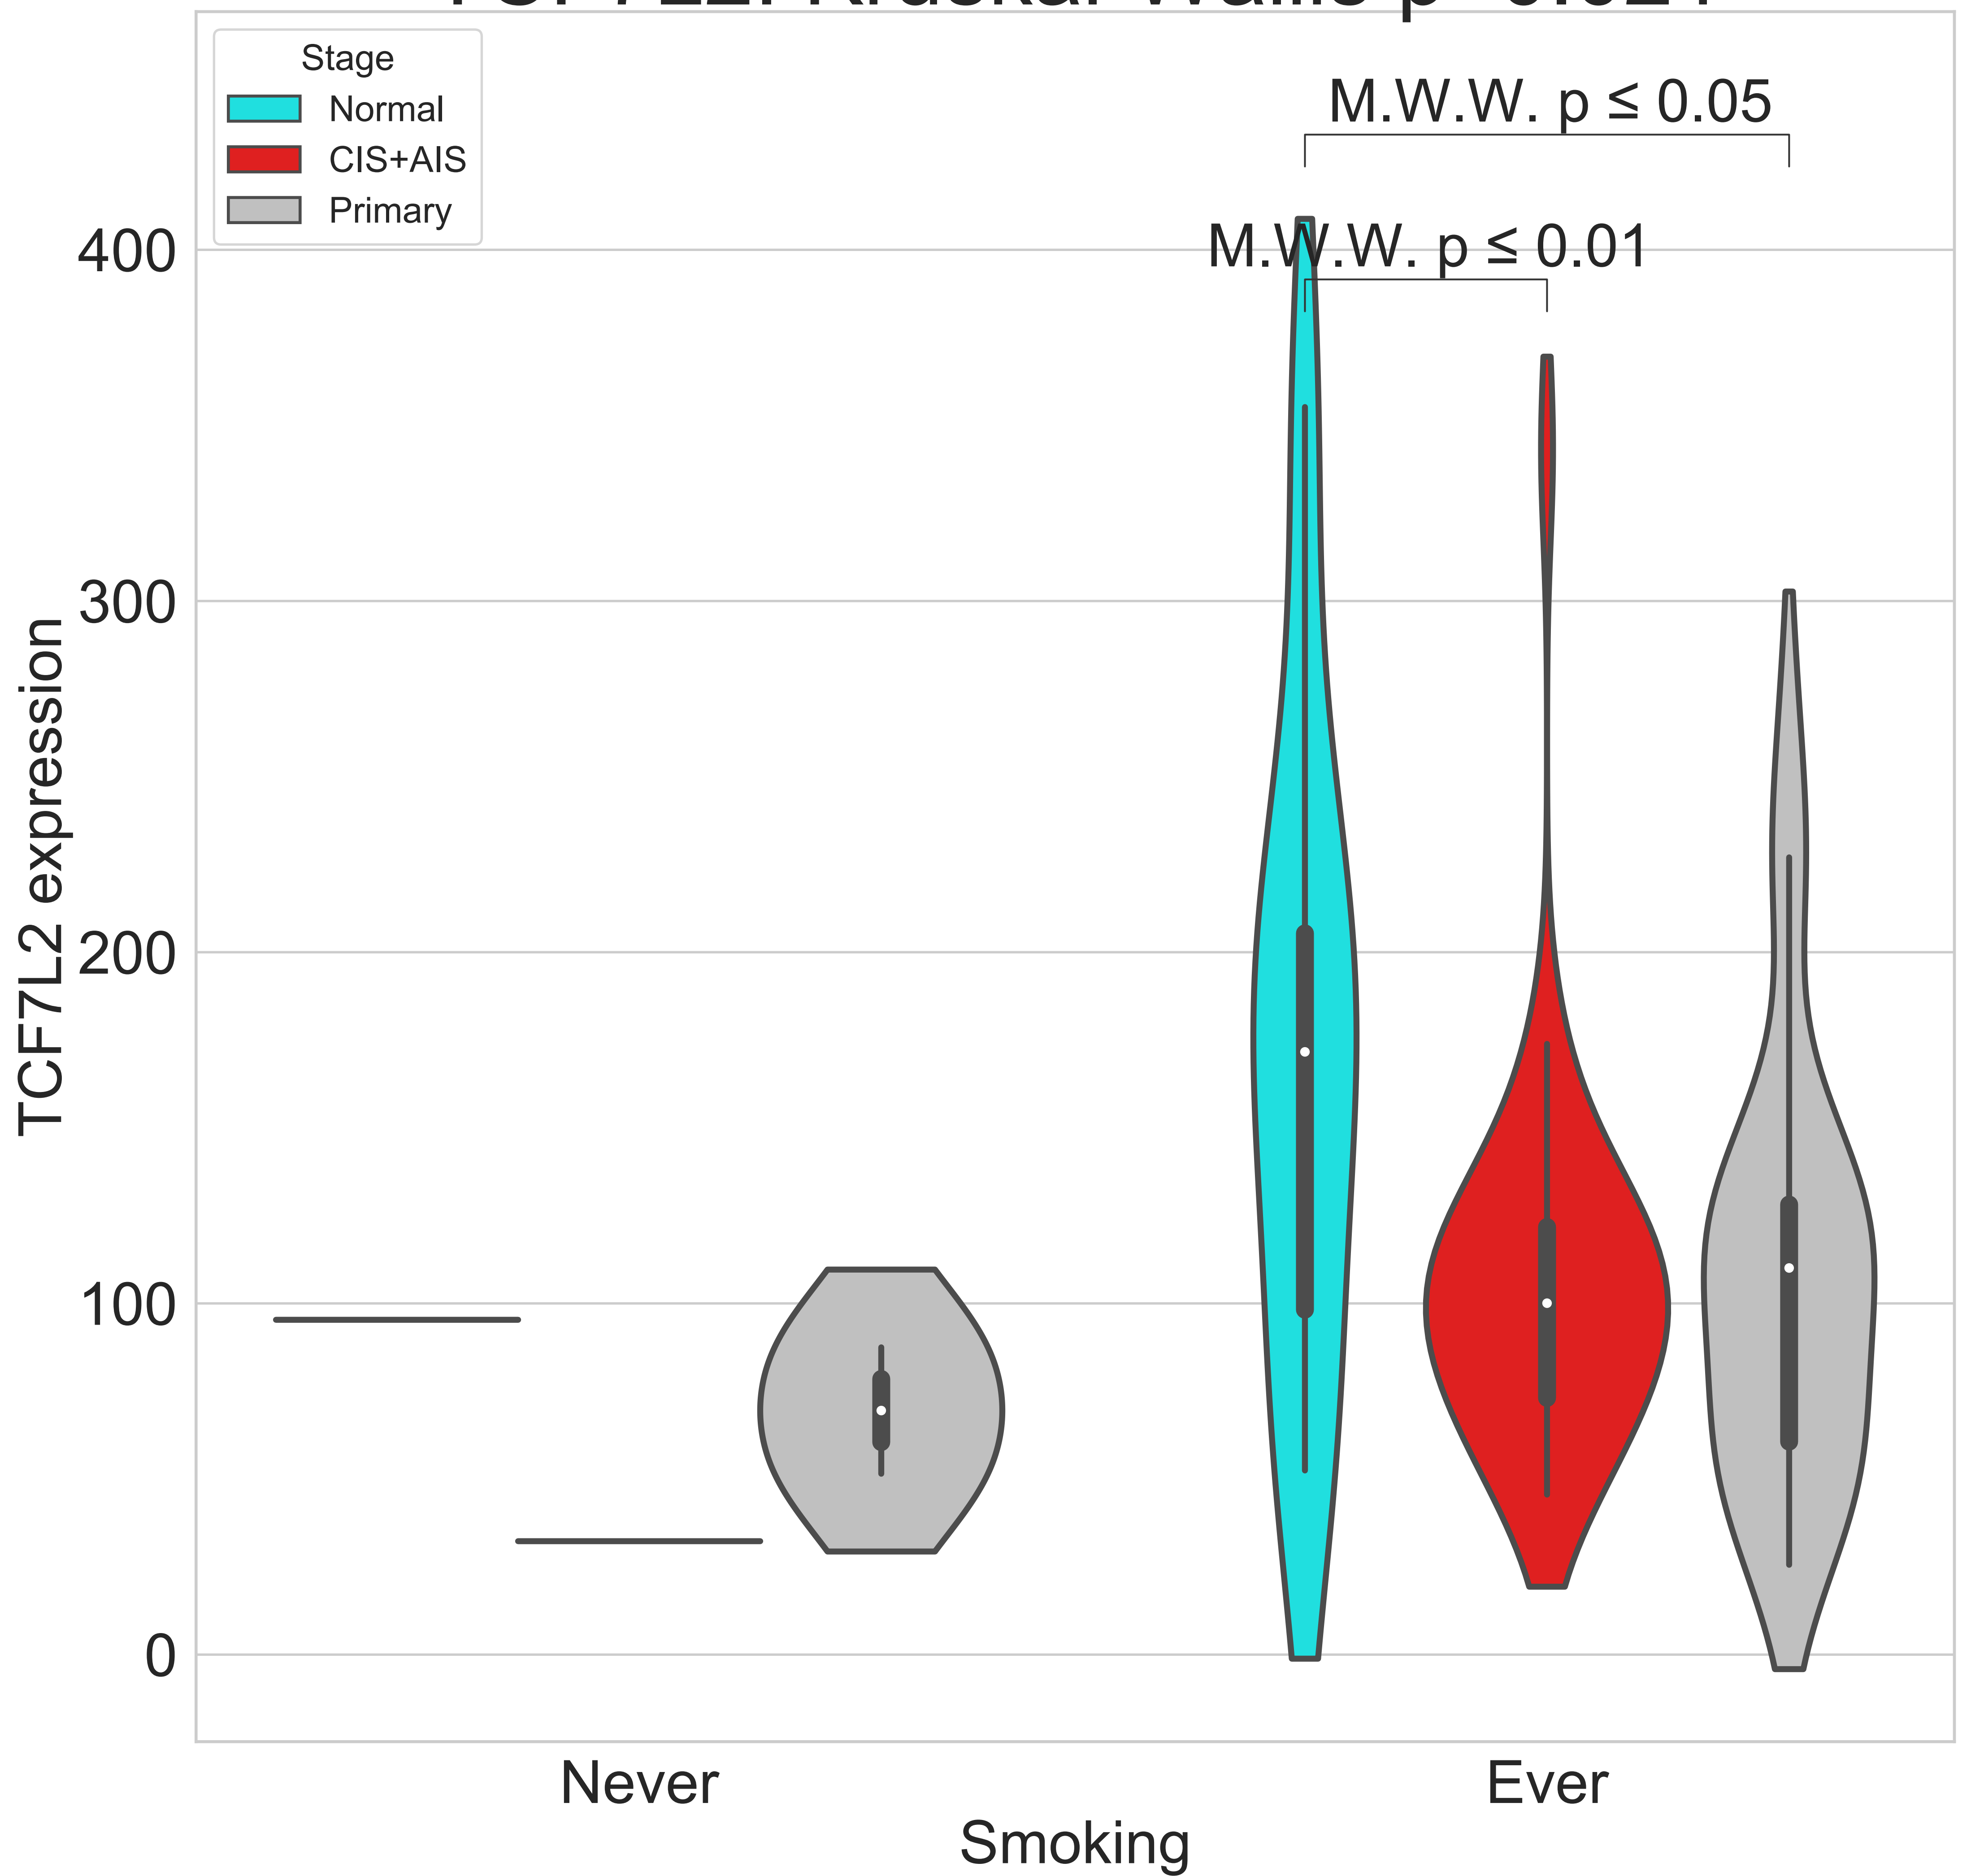 Stage
Normal
CIS+AIS
Primary
M.W.W. p ≤ 0.05
M.W.W. p ≤ 0.01
400
300
200
100
0
TCF7L2 expression
Never
Ever
Smoking